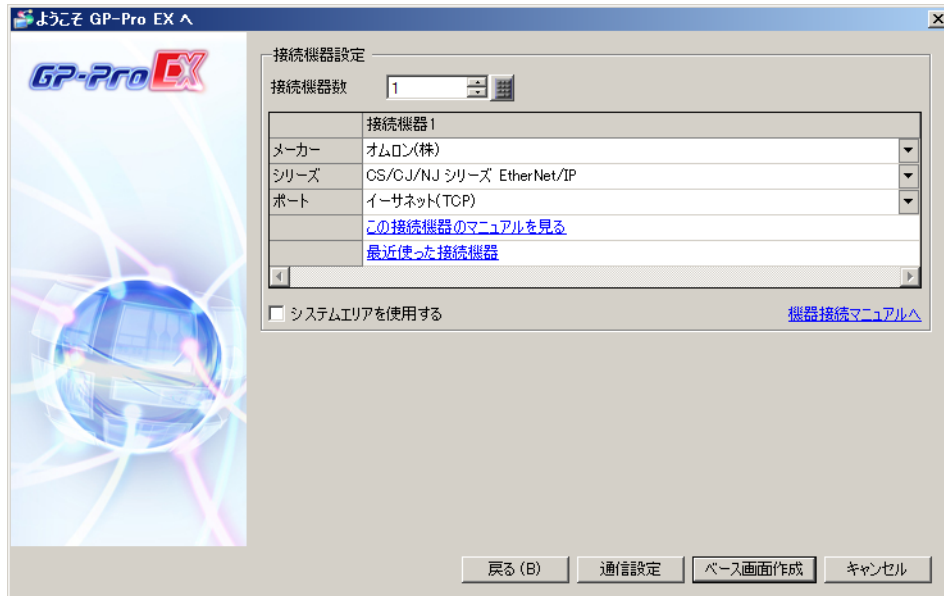 ようこそ GP-Pro EX へ
GP-Pro EX
接続機器設定
接続機器数 1
接続機器1
メーカー オムロン(株)
シリーズ CS/CJ/NJ シリーズ EtherNet/IP
ポート イーサネット(TCP)
この接続機器のマニュアルを見る
最近使った接続機器
システムエリアを使用する 機器接続マニュアルへ
戻る(B) 通信設定 ベース画面作成 キャンセル